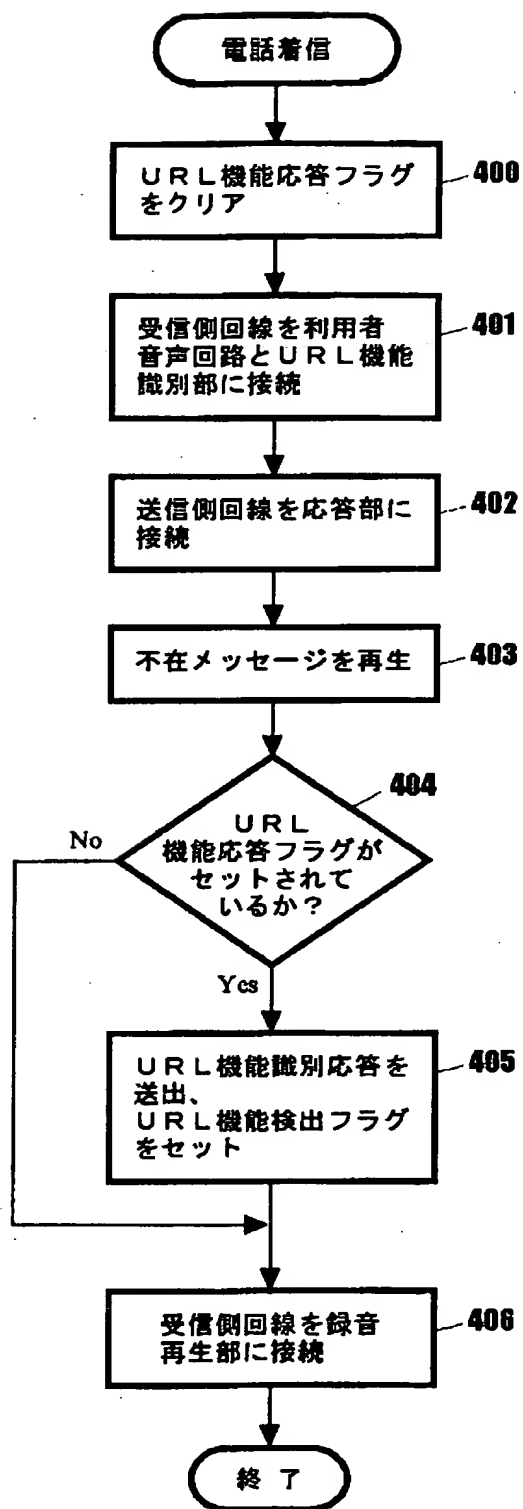 電話着信
URL機能応答フラグ
をクリア
400
受信側回線を利用者
音声回路とURL機能
識別部に接続
401
送信側回線を応答部に
接続
402
不在メッセージを再生
403
404
URL
機能応答フラグが
セットされて
いるか?
No
Yes
URL機能識別応答を
送出、
URL機能検出フラグ
をセット
405
受信側回線を録音
再生部に接続
406
終了